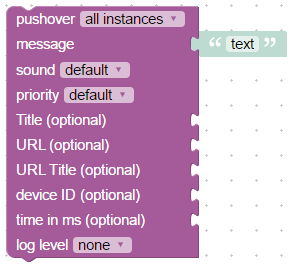 pushover all instances
message “ text ”
sound default
priority default
Title (optional)
URL (optional)
URL Title (optional)
device ID (optional)
time in ms (optional)
log level none